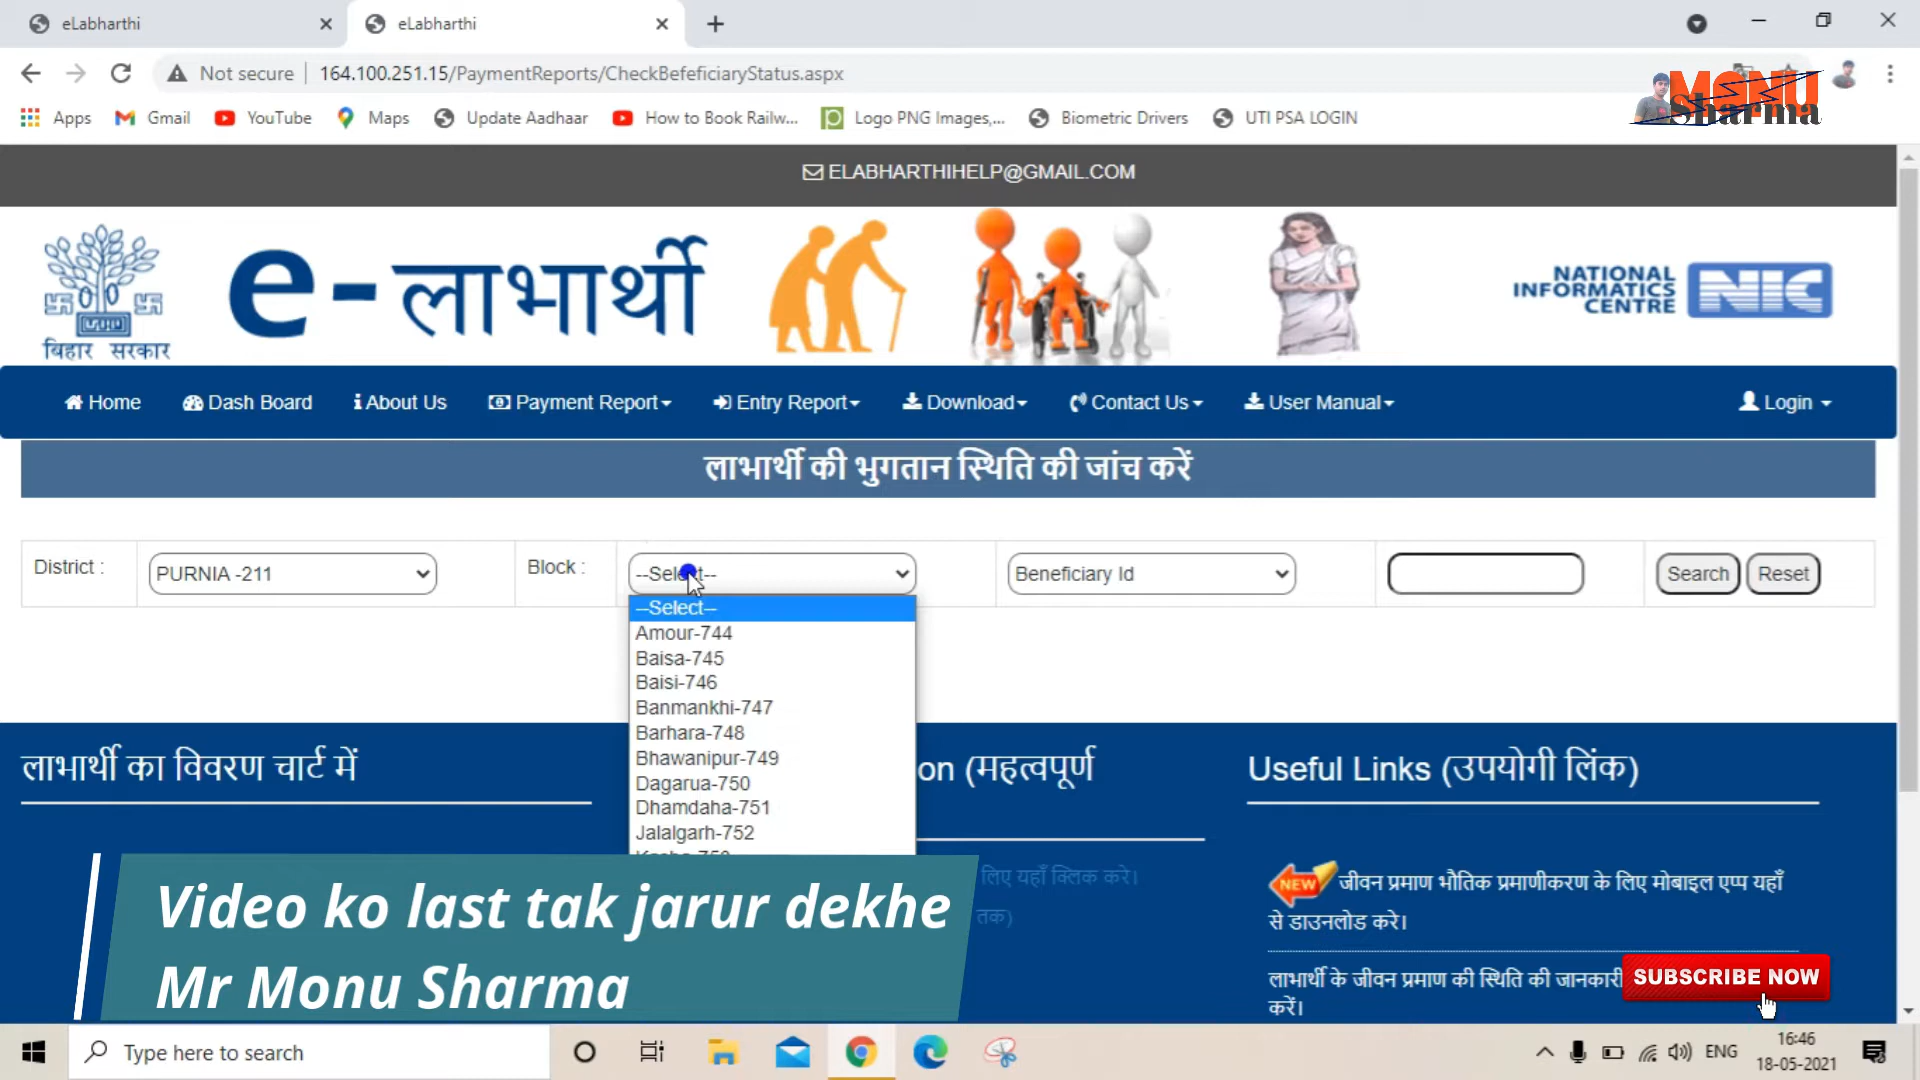 eLabharthi
eLabharthi
Not secure 164.100.251.15/PaymentReports/CheckBefeficiaryStatus.aspx
Apps Gmail YouTube Maps Update Aadhaar How to Book Railw... Logo PNG Images,... Biometric Drivers UTI PSA LOGIN
MONU
Sharma
ELABHARTHIHELP@GMAIL.COM
बिहार सरकार
e-लाभार्थी
NATIONAL
INFORMATICS
CENTRE
NIC
Home Dash Board About Us Payment Report Entry Report Download Contact Us User Manual Login
लाभार्थी की भुगतान स्थिति की जांच करें
District : PURNIA -211 Block : --Select-- Beneficiary Id Search Reset
--Select--
Amour-744
Baisa-745
Baisi-746
Banmankhi-747
Barhara-748
Bhawanipur-749
Dagarua-750
Dhamdaha-751
Jalalgarh-752
लाभार्थी का विवरण चार्ट में
on (महत्वपूर्ण
लिए यहाँ क्लिक करे।
तक)
Useful Links (उपयोगी लिंक)
NEW जीवन प्रमाण भौतिक प्रमाणीकरण के लिए मोबाइल एप्प यहाँ
से डाउनलोड करे।
लाभार्थी के जीवन प्रमाण की स्थिति की जानकारी
करें।
Video ko last tak jarur dekhe
Mr Monu Sharma
SUBSCRIBE NOW
Type here to search
ENG
16:46
18-05-2021